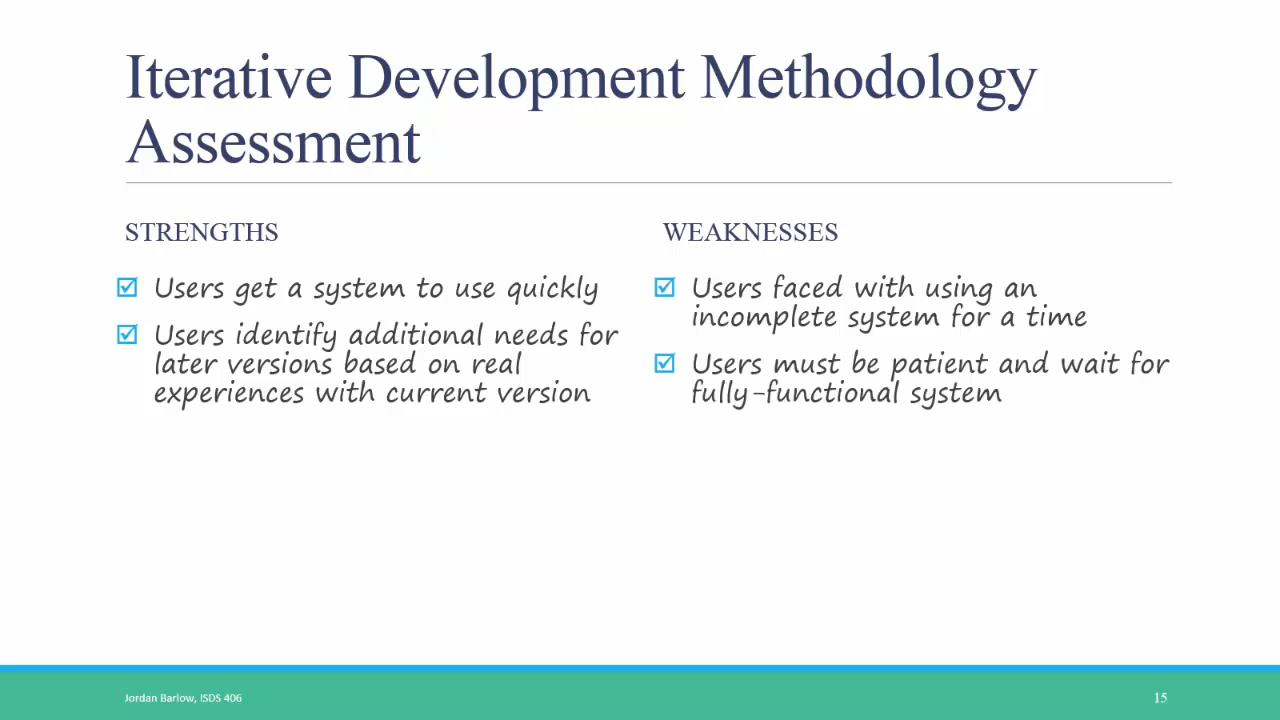 Iterative Development Methodology
Assessment
STRENGTHS
Users get a system to use quickly
Users identify additional needs for
later versions based on real
experiences with current version
WEAKNESSES
Users faced with using an
incomplete system for a time
Users must be patient and wait for
fully-functional system
Jordan Barlow, ISDS 406
15